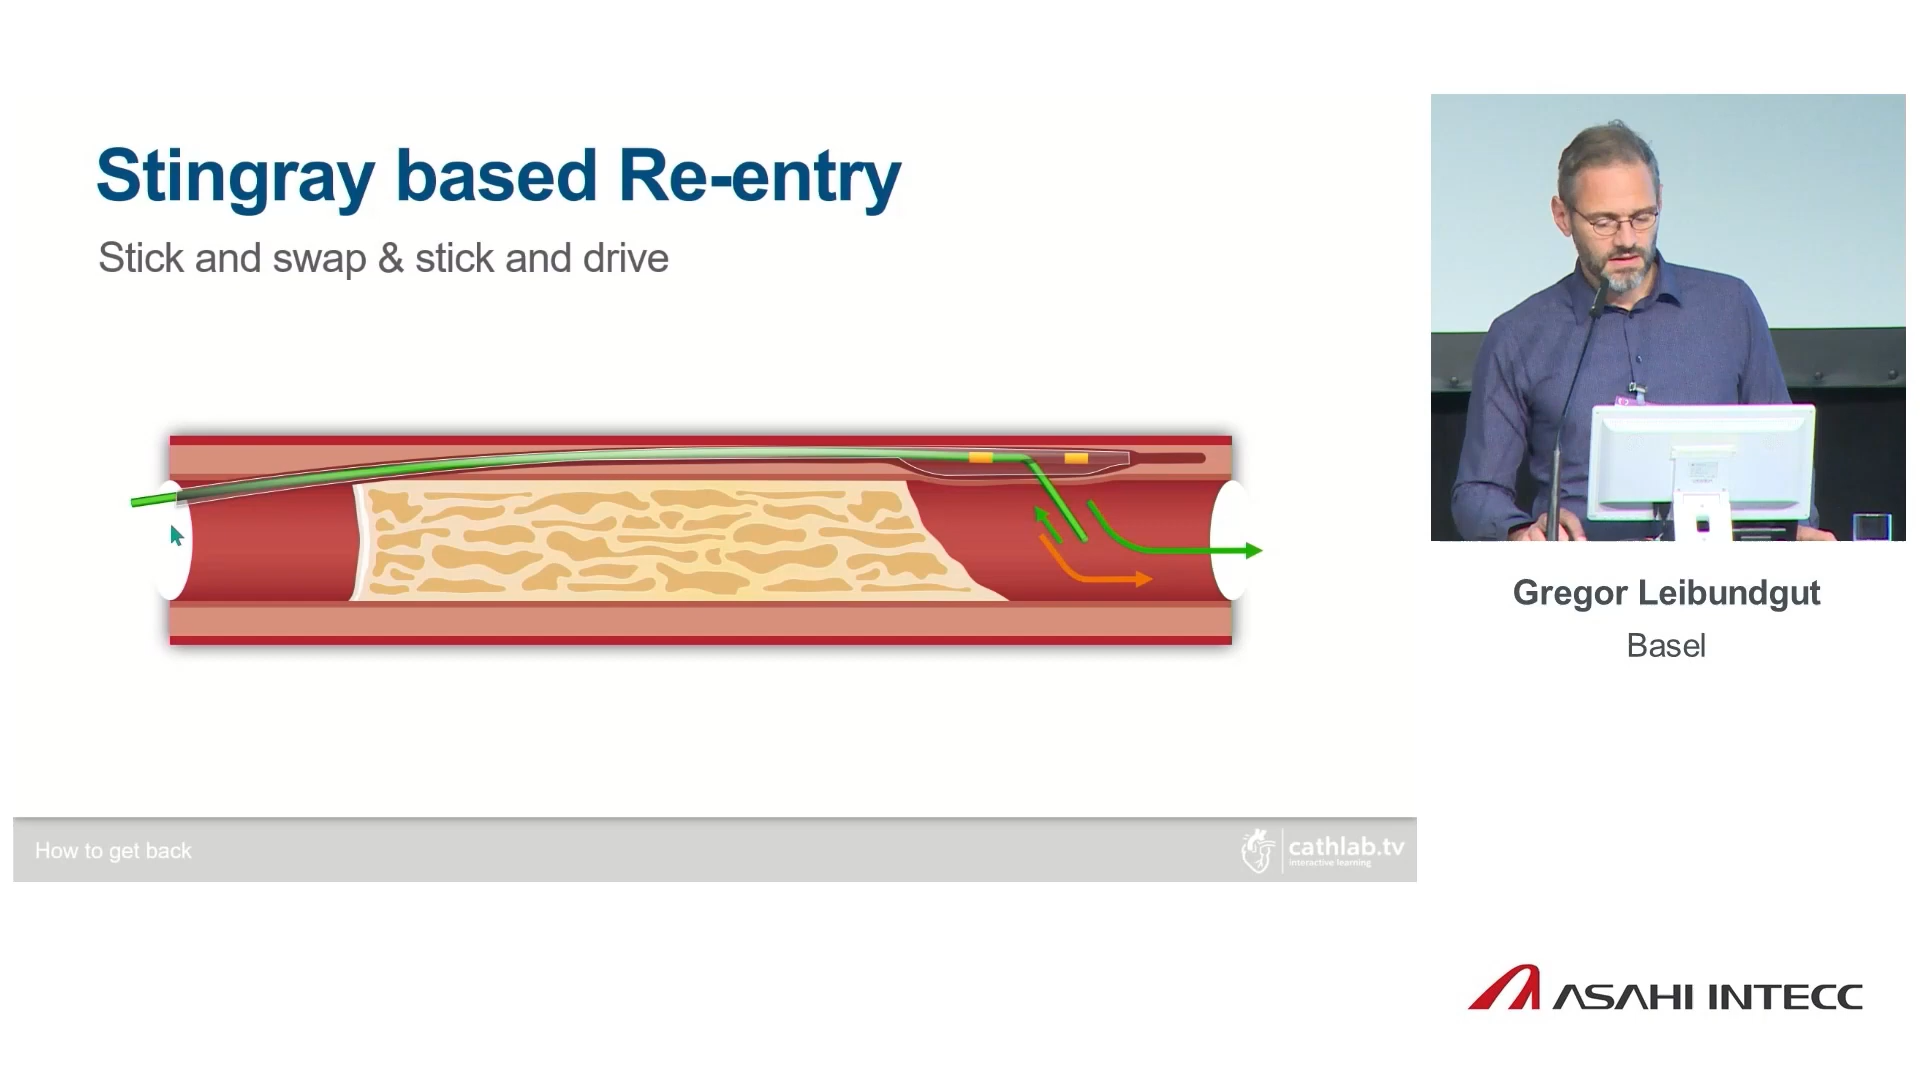 Stingray based Re-entry
Stick and swap & stick and drive
How to get back
cathlab.tv
interactive learning
Gregor Leibundgut
Basel
ASAHI INTECC